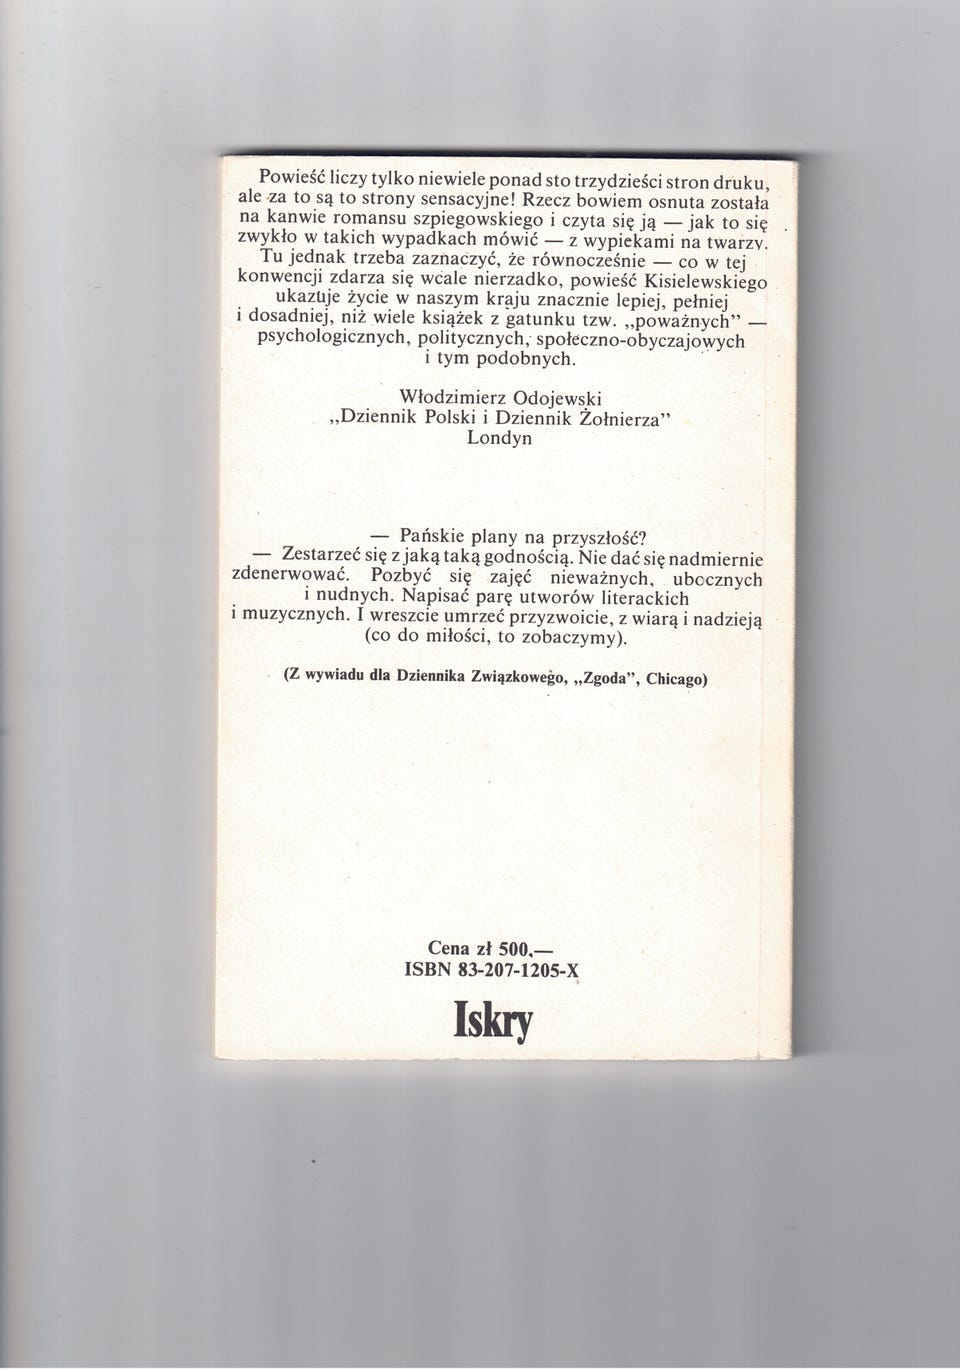 Powieść liczy tylko niewiele ponad sto trzydzieści stron druku,
ale za to są to strony sensacyjne! Rzecz bowiem osnuta została
na kanwie romansu szpiegowskiego i czyta się ją — jak to się
zwykło w takich wypadkach mówić — z wypiekami na twarzy.
Tu jednak trzeba zaznaczyć, że równocześnie — co w tej
konwencji zdarza się wcale nierzadko, powieść Kisielewskiego
ukazuje życie w naszym kraju znacznie lepiej, pełniej
i dosadniej, niż wiele książek z gatunku tzw. „poważnych” —
psychologicznych, politycznych, społeczno-obyczajowych
i tym podobnych.
Włodzimierz Odojewski
„Dziennik Polski i Dziennik Żołnierza”
Londyn
— Pańskie plany na przyszłość?
— Zestarzeć się z jaką taką godnością. Nie dać się nadmiernie
zdenerwować. Pozbyć się zajęć nieważnych, ubocznych
i nudnych. Napisać parę utworów literackich
i muzycznych. I wreszcie umrzeć przyzwoicie, z wiarą i nadzieją
(co do miłości, to zobaczymy).
(Z wywiadu dla Dziennika Związkowego, „Zgoda”, Chicago)
Cena zł 500,—
ISBN 83-207-1205-X
Iskry